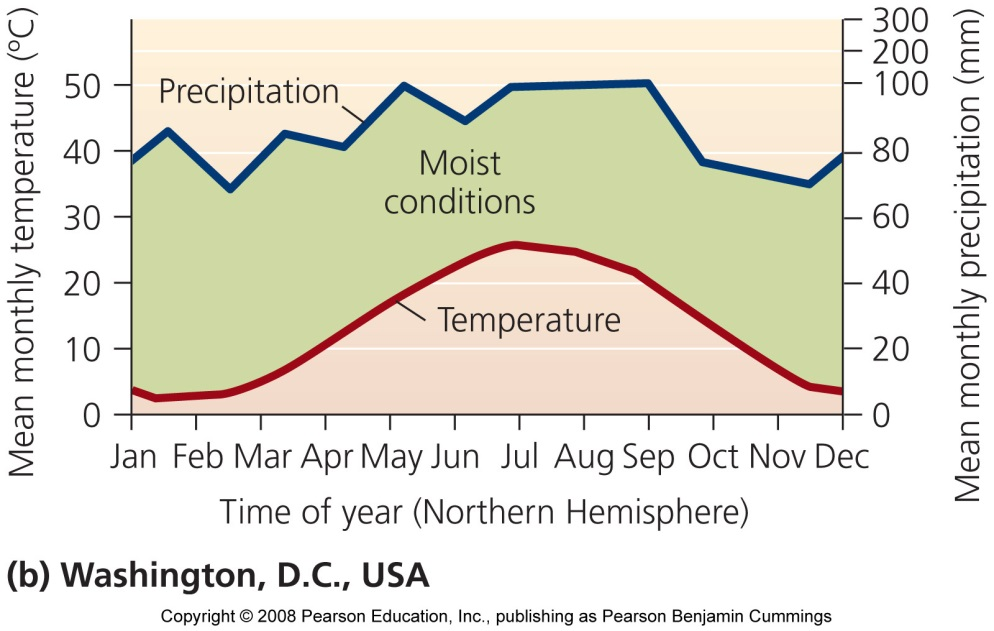 Mean monthly temperature (°C)
50
40
30
20
10
0
Precipitation
Moist
conditions
Temperature
300
200
100
80
60
40
20
0
Mean monthly precipitation (mm)
Jan Feb Mar Apr May Jun Jul Aug Sep Oct Nov Dec
Time of year (Northern Hemisphere)
(b) Washington, D.C., USA
Copyright © 2008 Pearson Education, Inc., publishing as Pearson Benjamin Cummings